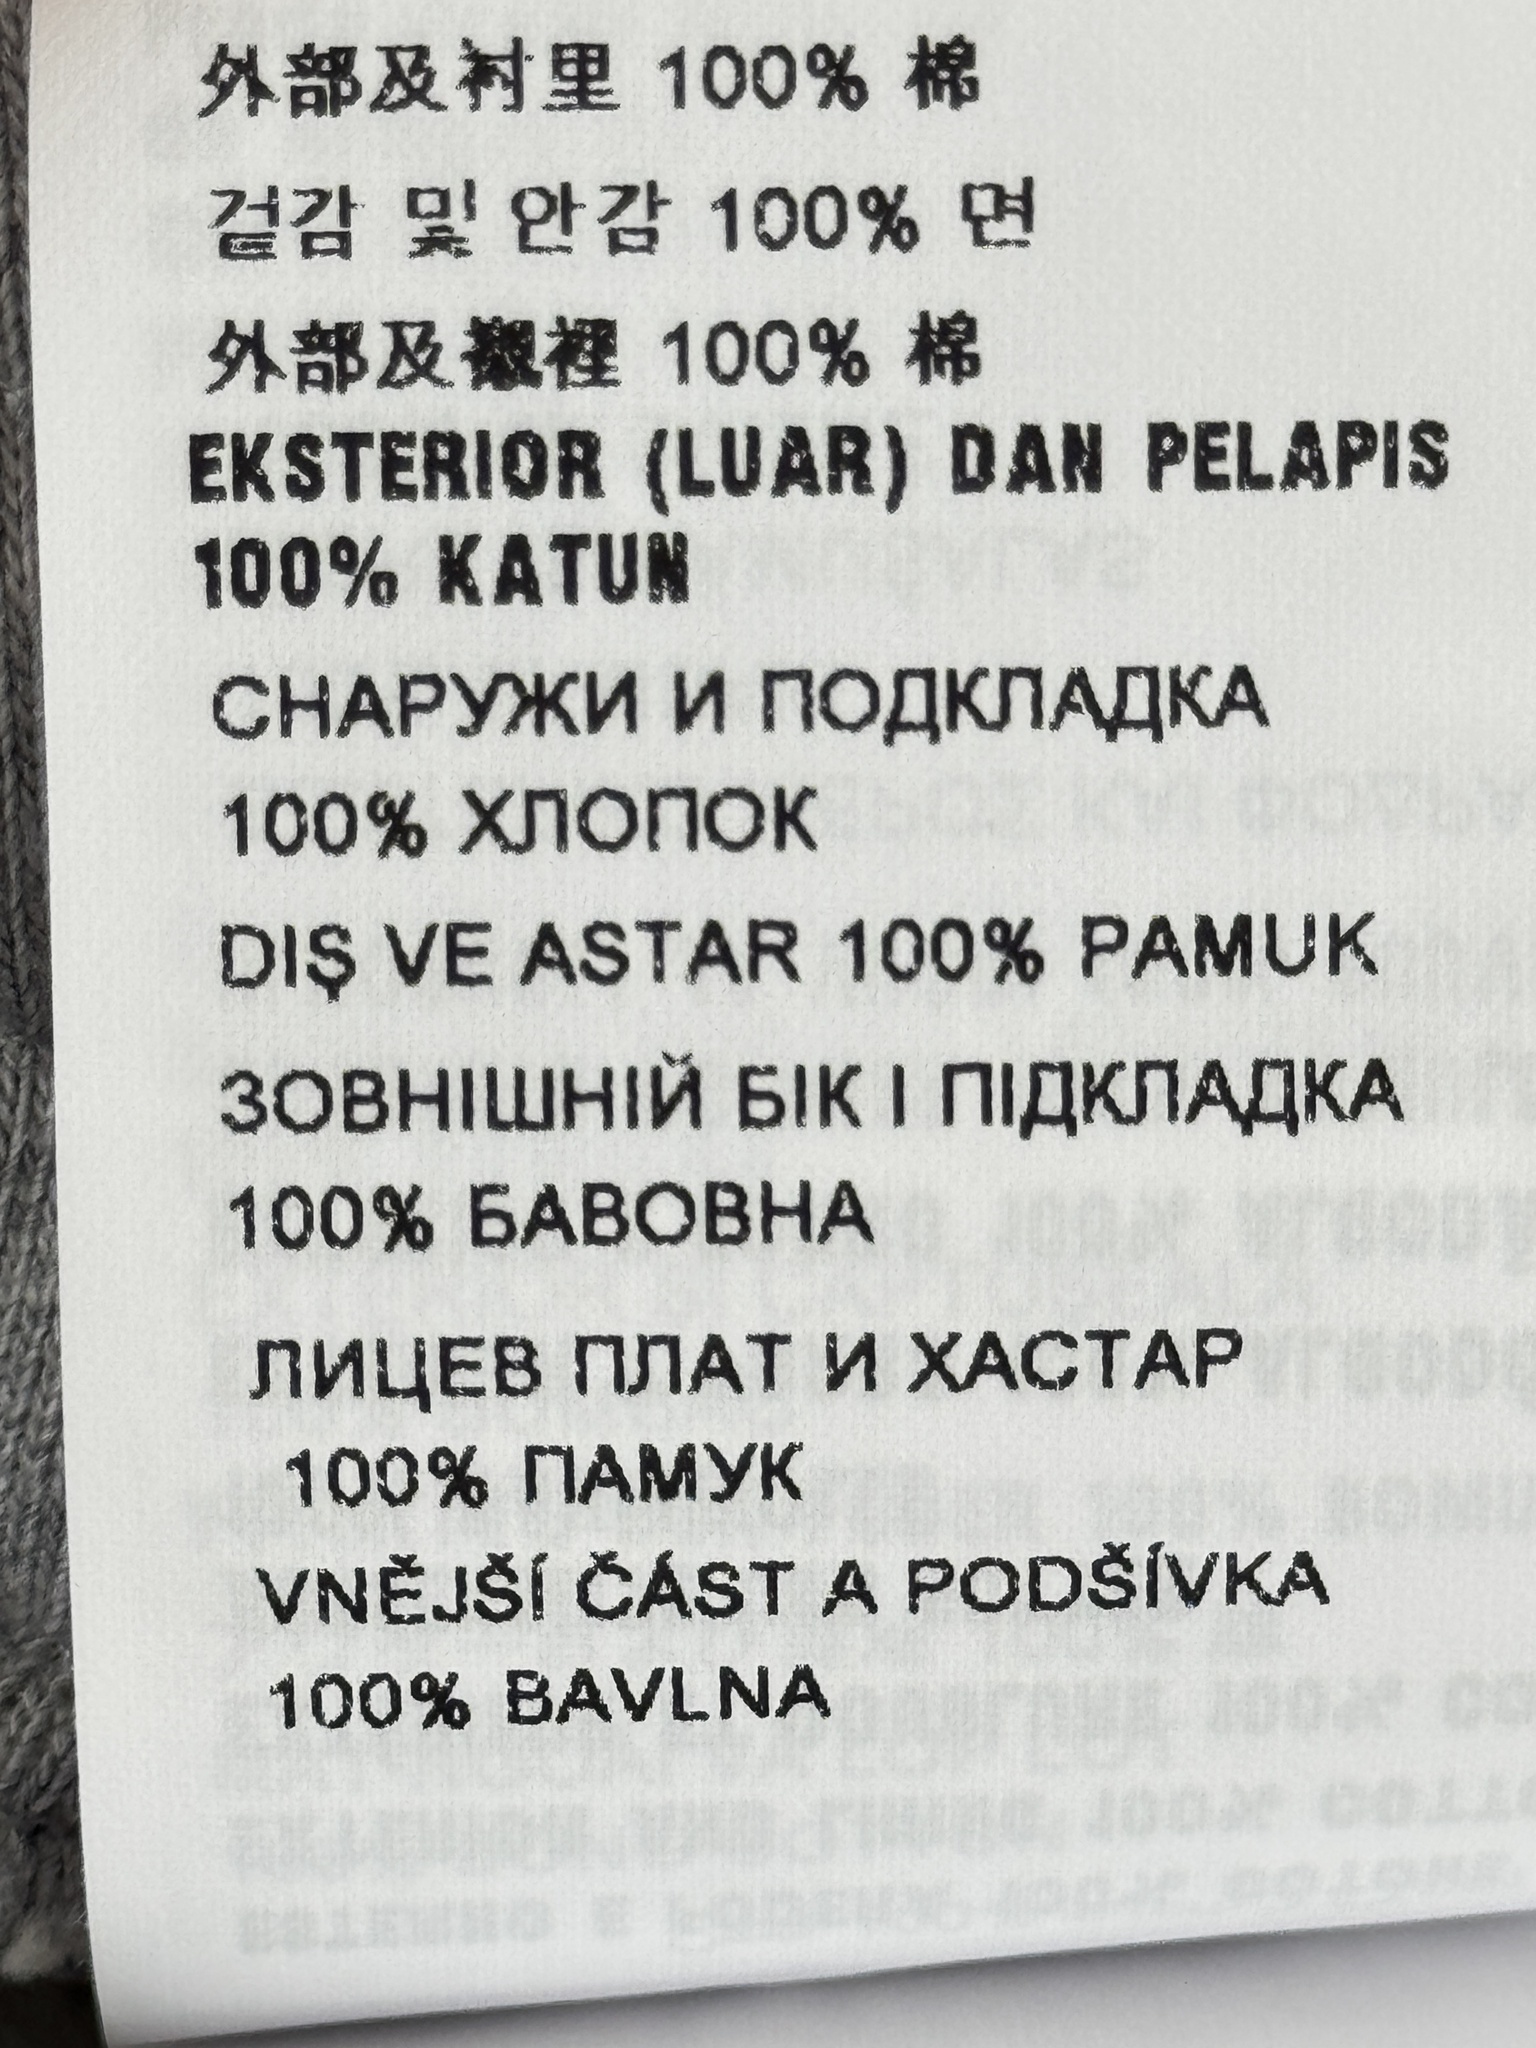 外部及衬里 100% 棉
겉감 및 안감 100% 면
外部及襯裡 100% 棉
EKSTERIOR (LUAR) DAN PELAPIS
100% KATUN
СНАРУЖИ И ПОДКЛАДКА
100% ХЛОПОК
DIŞ VE ASTAR 100% PAMUK
ЗОВНІШНІЙ БІК І ПІДКЛАДКА
100% БАВОВНА
ЛИЦЕВ ПЛАТ И ХАСТАР
100% ПАМУК
VNĚJŠÍ ČÁST A PODŠÍVKA
100% BAVLNA